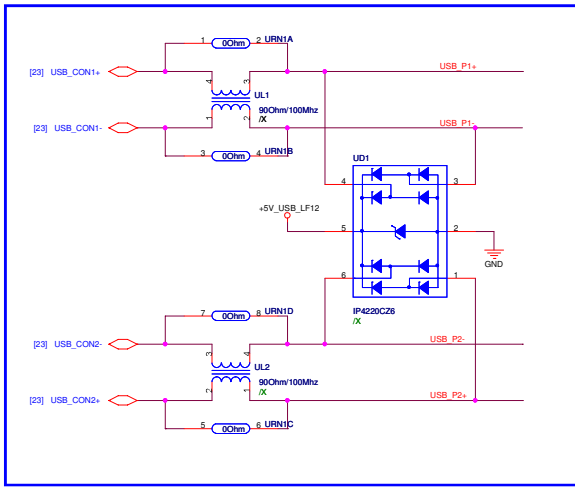 1 0Ohm 2 URN1A
[23] USB_CON1+ USB_P1+
4 3
UL1
90Ohm/100Mhz
/X
1 2
[23] USB_CON1- USB_P1-
3 0Ohm 4 URN1B
UD1
4 3
+5V_USB_LF12
5 2
GND
6 1
IP4220CZ6
/X
7 0Ohm 8 URN1D
[23] USB_CON2- USB_P2-
3 4
UL2
90Ohm/100Mhz
/X
2 1
[23] USB_CON2+ USB_P2+
5 0Ohm 6 URN1C